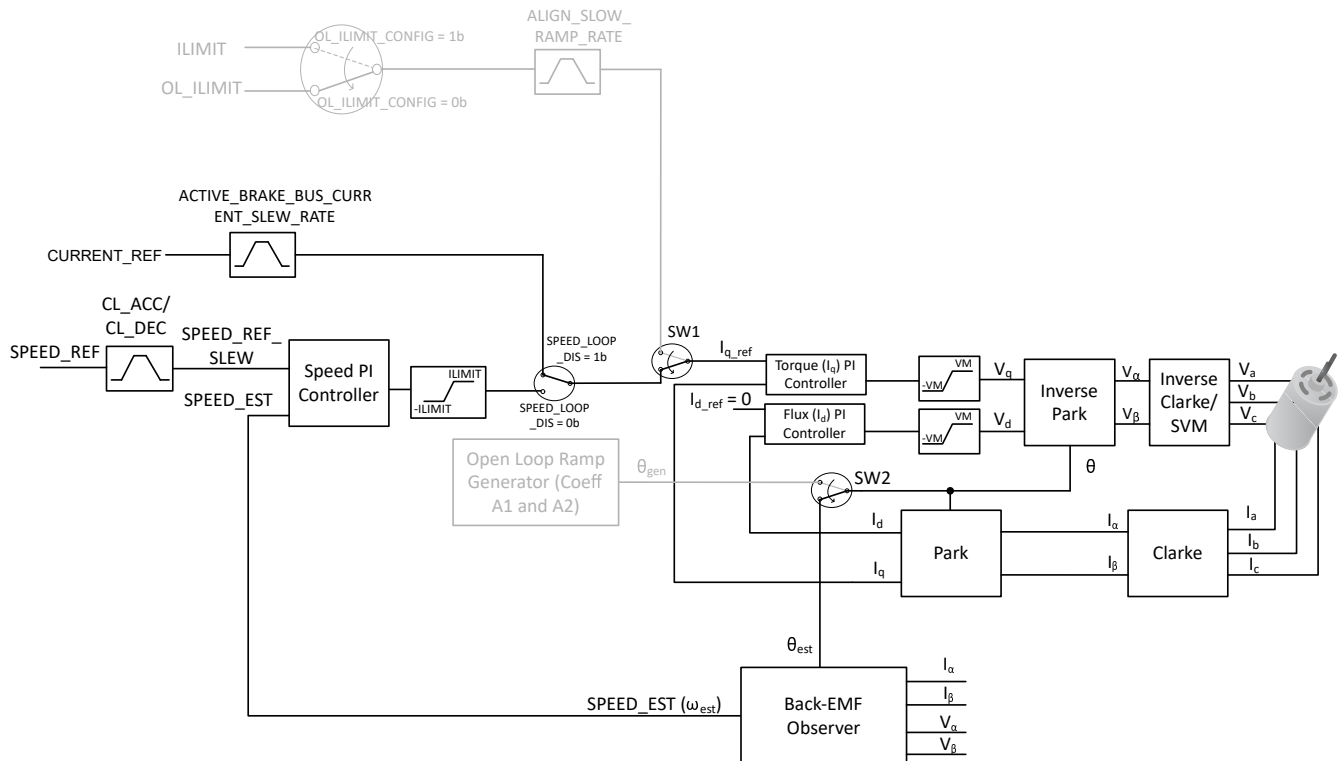 ALIGN_SLOW_
RAMP_RATE
ILIMIT
OL_ILIMIT_CONFIG = 1b
OL_ILIMIT
OL_ILIMIT_CONFIG = 0b
ACTIVE_BRAKE_BUS_CURR
ENT_SLEW_RATE
CURRENT_REF
CL_ACC/
CL_DEC
SPEED_REF
SPEED_REF_
SLEW
SPEED_EST
Speed PI
Controller
ILIMIT
-ILIMIT
SPEED_LOOP
_DIS = 1b
SPEED_LOOP
_DIS = 0b
SW1
Iq_ref
Torque (Iq) PI
Controller
Id_ref = 0
Flux (Id) PI
Controller
VM
-VM
VM
-VM
Vq
Vd
Inverse
Park
Vα
Vβ
Inverse
Clarke/
SVM
Va
Vb
Vc
Open Loop Ramp
Generator (Coeff
A1 and A2)
θgen
SW2
θ
Id
Iq
Park
Iα
Iβ
Clarke
Ia
Ib
Ic
θest
SPEED_EST (ωest)
Back-EMF
Observer
Iα
Iβ
Vα
Vβ